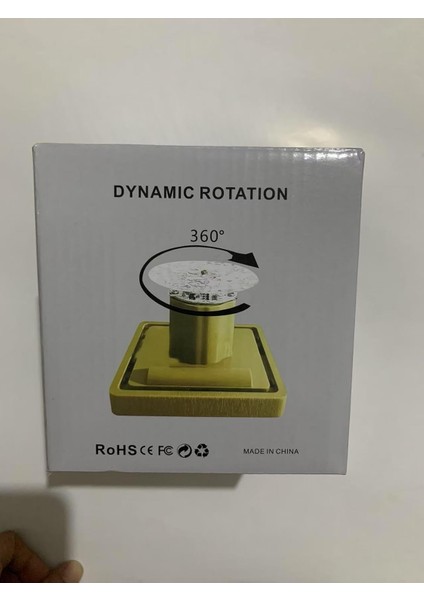 DYNAMIC ROTATION
360°
RoHS CE FC
MADE IN CHINA